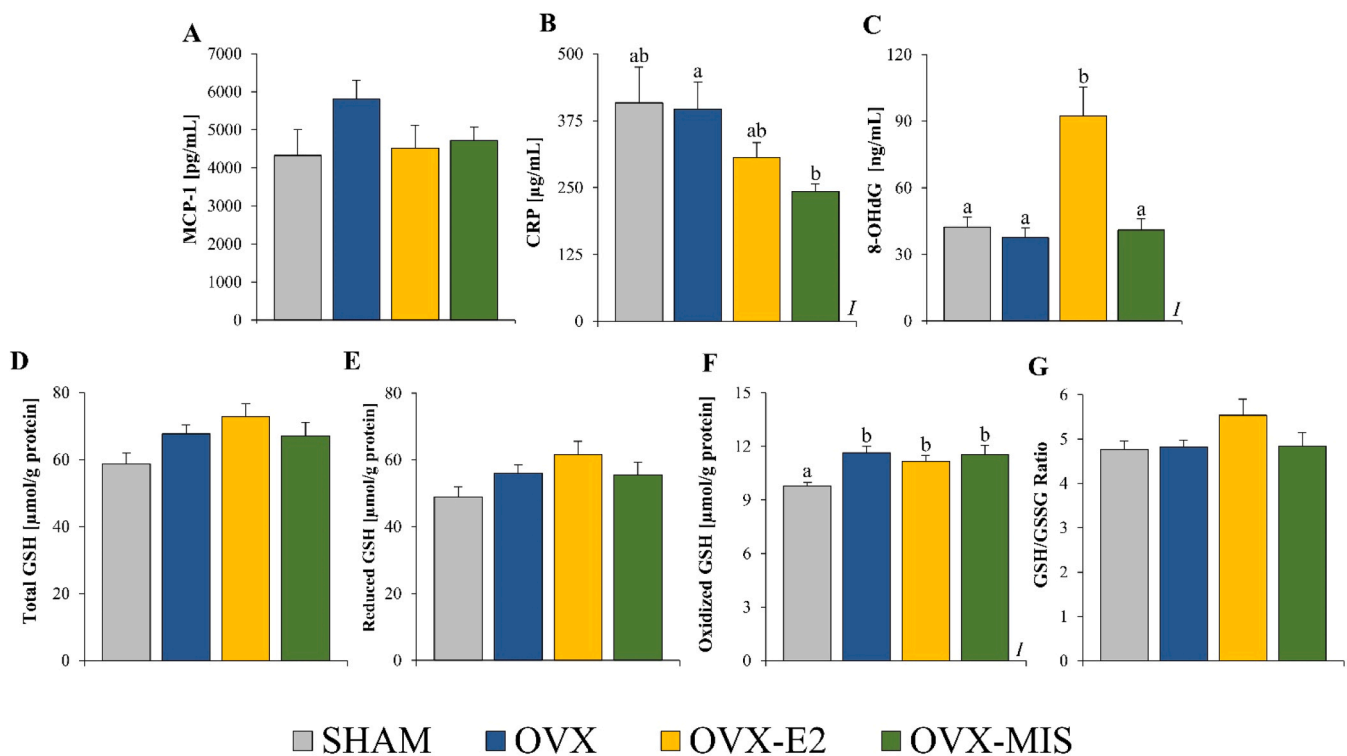 A
MCP-1 [pg/mL]
7000
6000
5000
4000
3000
2000
1000
0
B
CRP [µg/mL]
500
375
250
125
0
ab
a
ab
b
I
C
8-OHdG [ng/mL]
120
90
60
30
0
a
a
b
a
I
D
Total GSH [µmol/g protein]
80
60
40
20
0
E
Reduced GSH [µmol/g protein]
80
60
40
20
0
F
Oxidized GSH [µmol/g protein]
15
12
9
6
3
0
a
b
b
b
I
G
GSH/GSSG Ratio
6
5
4
3
2
1
0
SHAM OVX OVX-E2 OVX-MIS